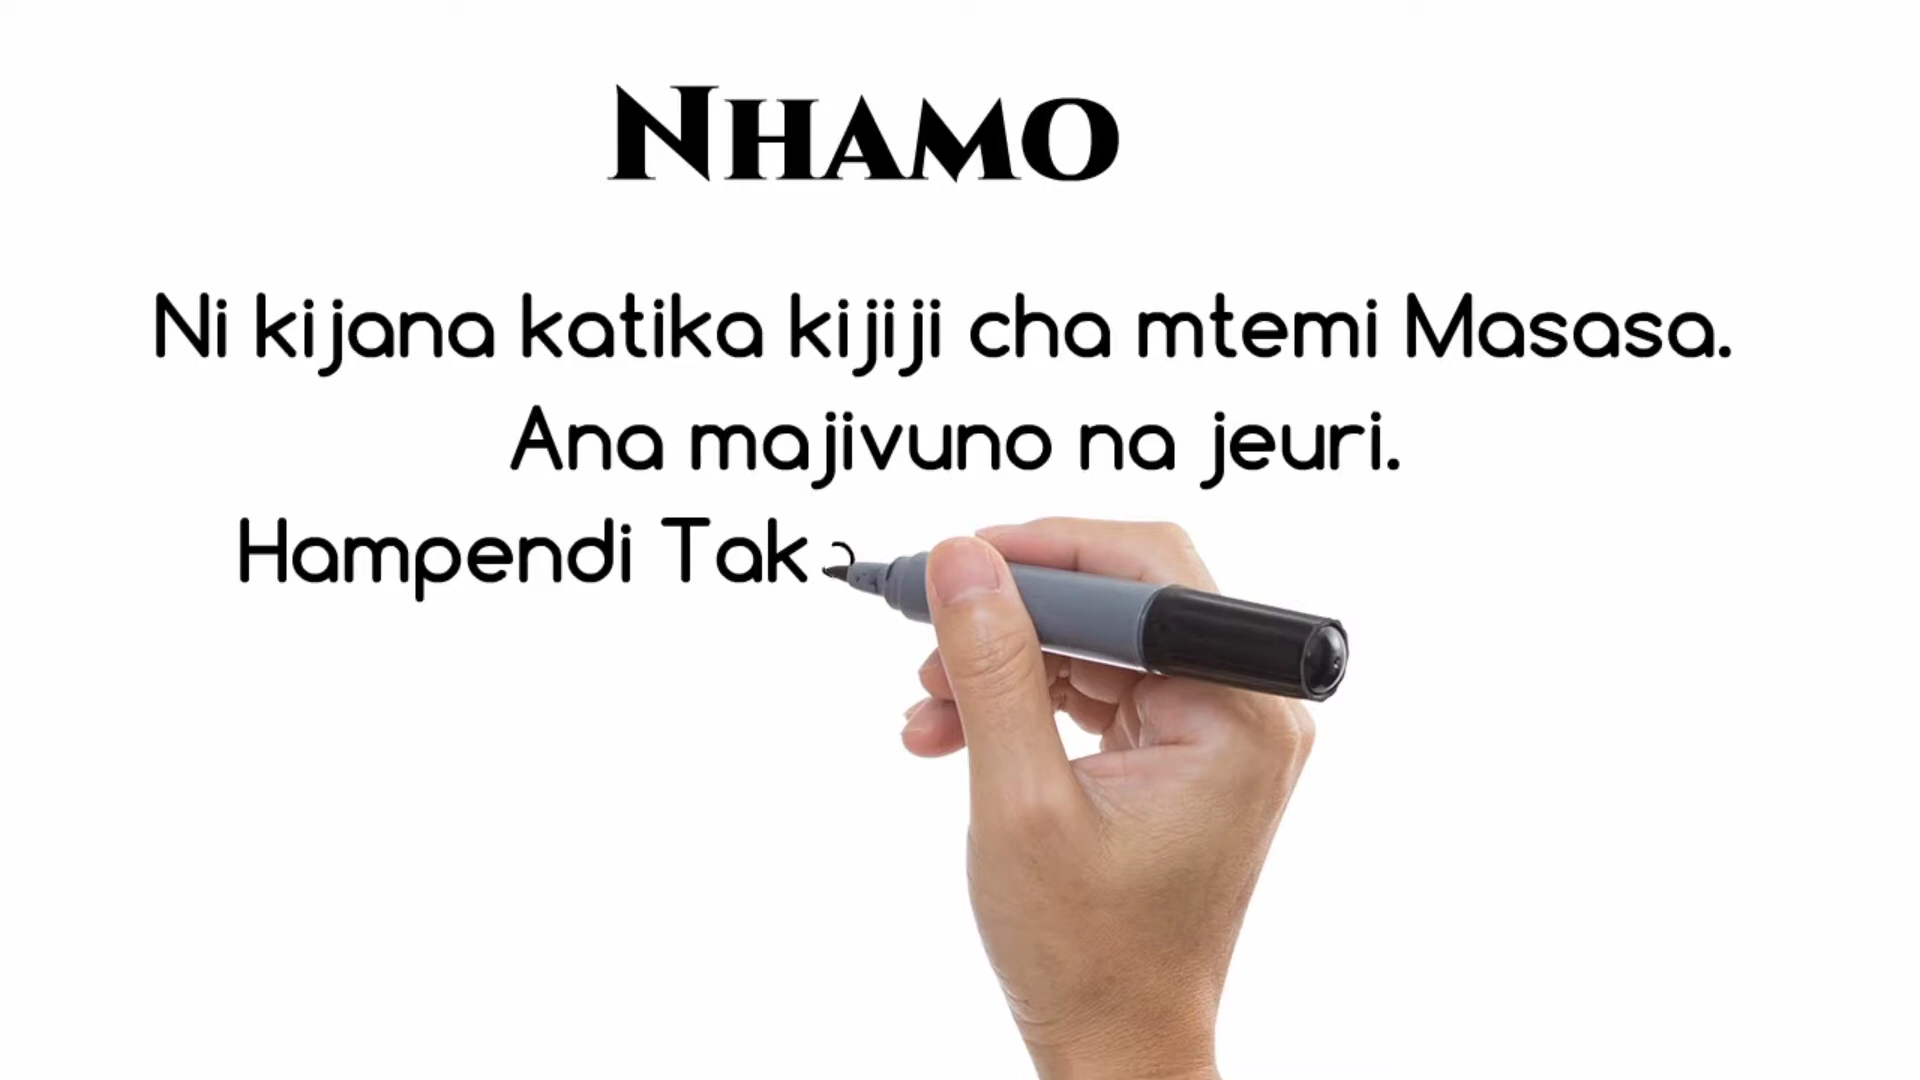 NHAMO
Ni kijana katika kijiji cha mtemi Masasa.
Ana majivuno na jeuri.
Hampendi Tak